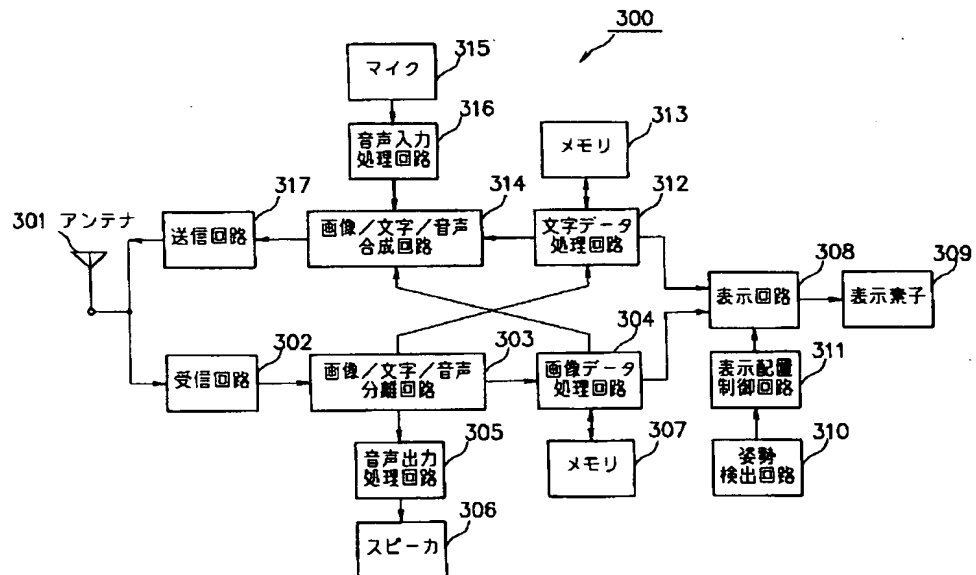 300
マイク
315
音声入力
処理回路
316
メモリ
313
301 アンテナ
送信回路
317
画像/文字/音声
合成回路
314
文字データ
処理回路
312
表示回路
308
表示素子
309
受信回路
302
画像/文字/音声
分離回路
303
画像データ
処理回路
304
表示配置
制御回路
311
音声出力
処理回路
305
メモリ
307
姿勢
検出回路
310
スピーカ
306